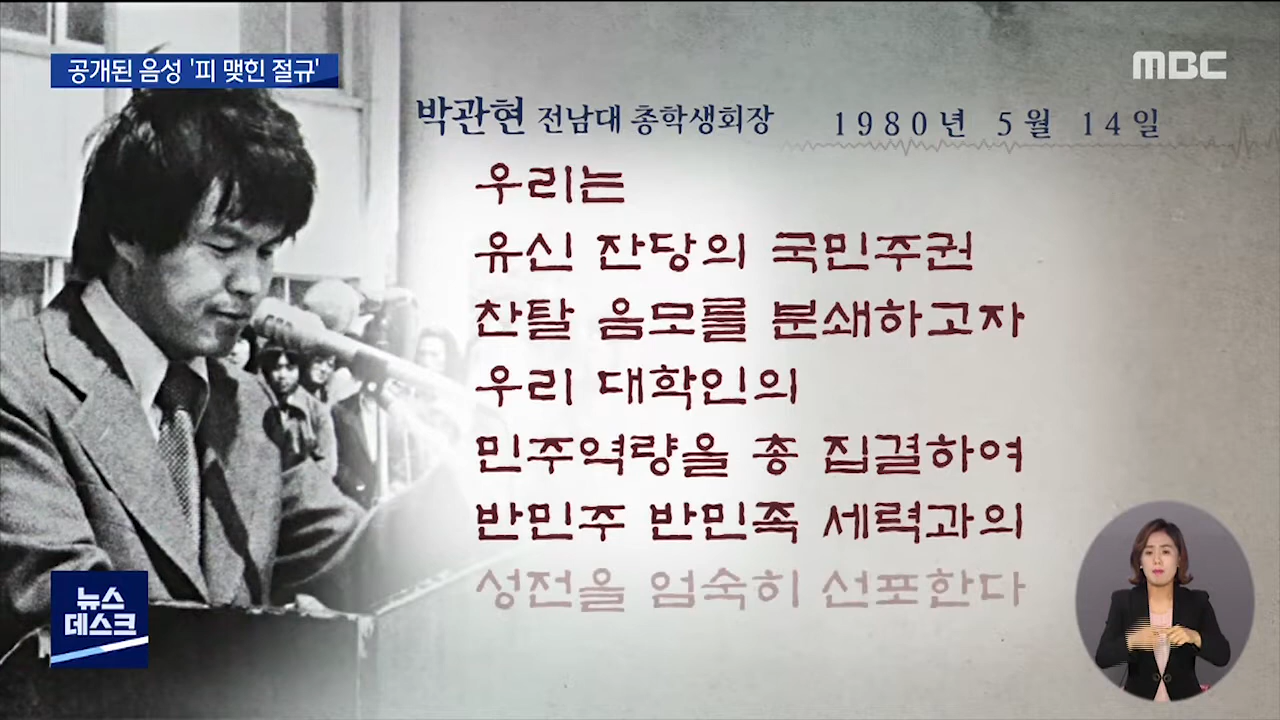 공개된 음성 '피 맺힌 절규'
MBC
박관현 전남대 총학생회장 1980년 5월 14일
우리는
유신 잔당의 국민주권
찬탈 음모를 분쇄하고자
우리 대학인의
민주역량을 총 집결하여
반민주 반민족 세력과의
성전을 엄숙히 선포한다
뉴스
데스크